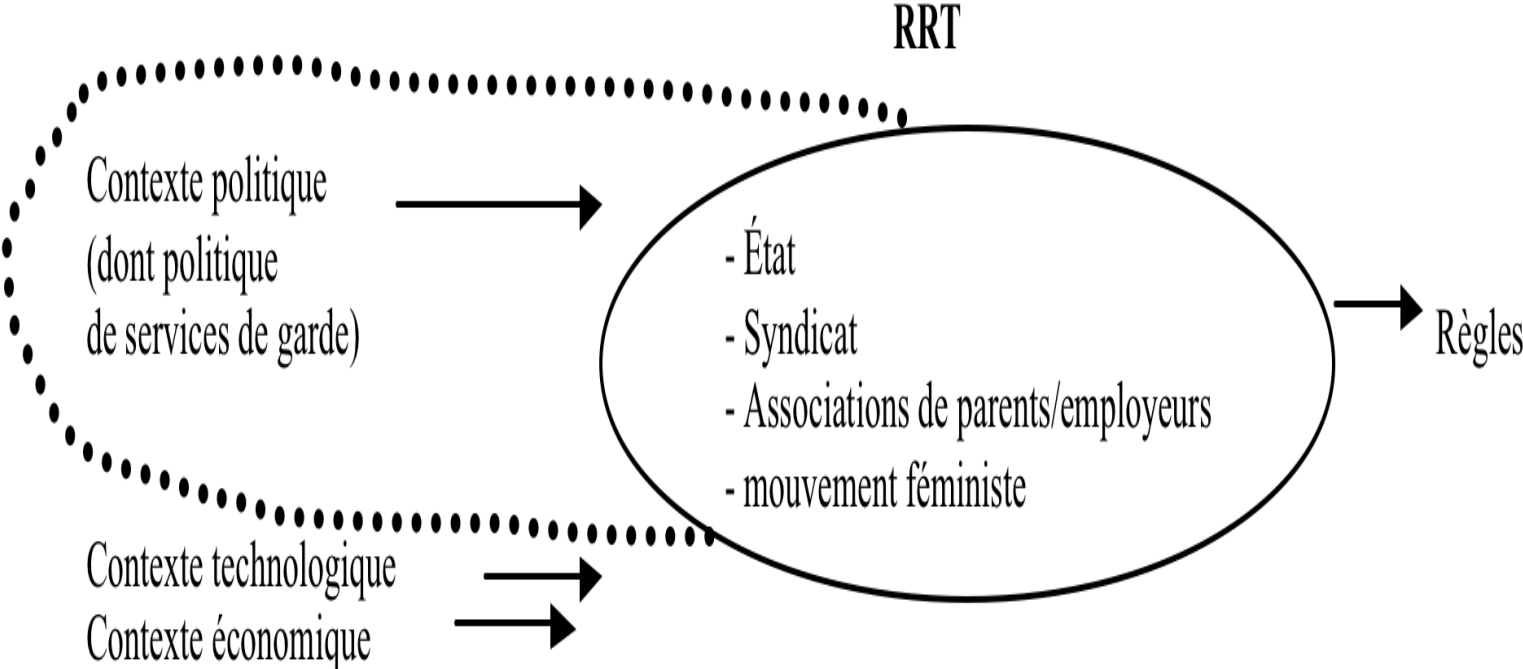 RRT
Contexte politique
(dont politique
de services de garde)
- État
- Syndicat
- Associations de parents/employeurs
- mouvement féministe
Règles
Contexte technologique
Contexte économique